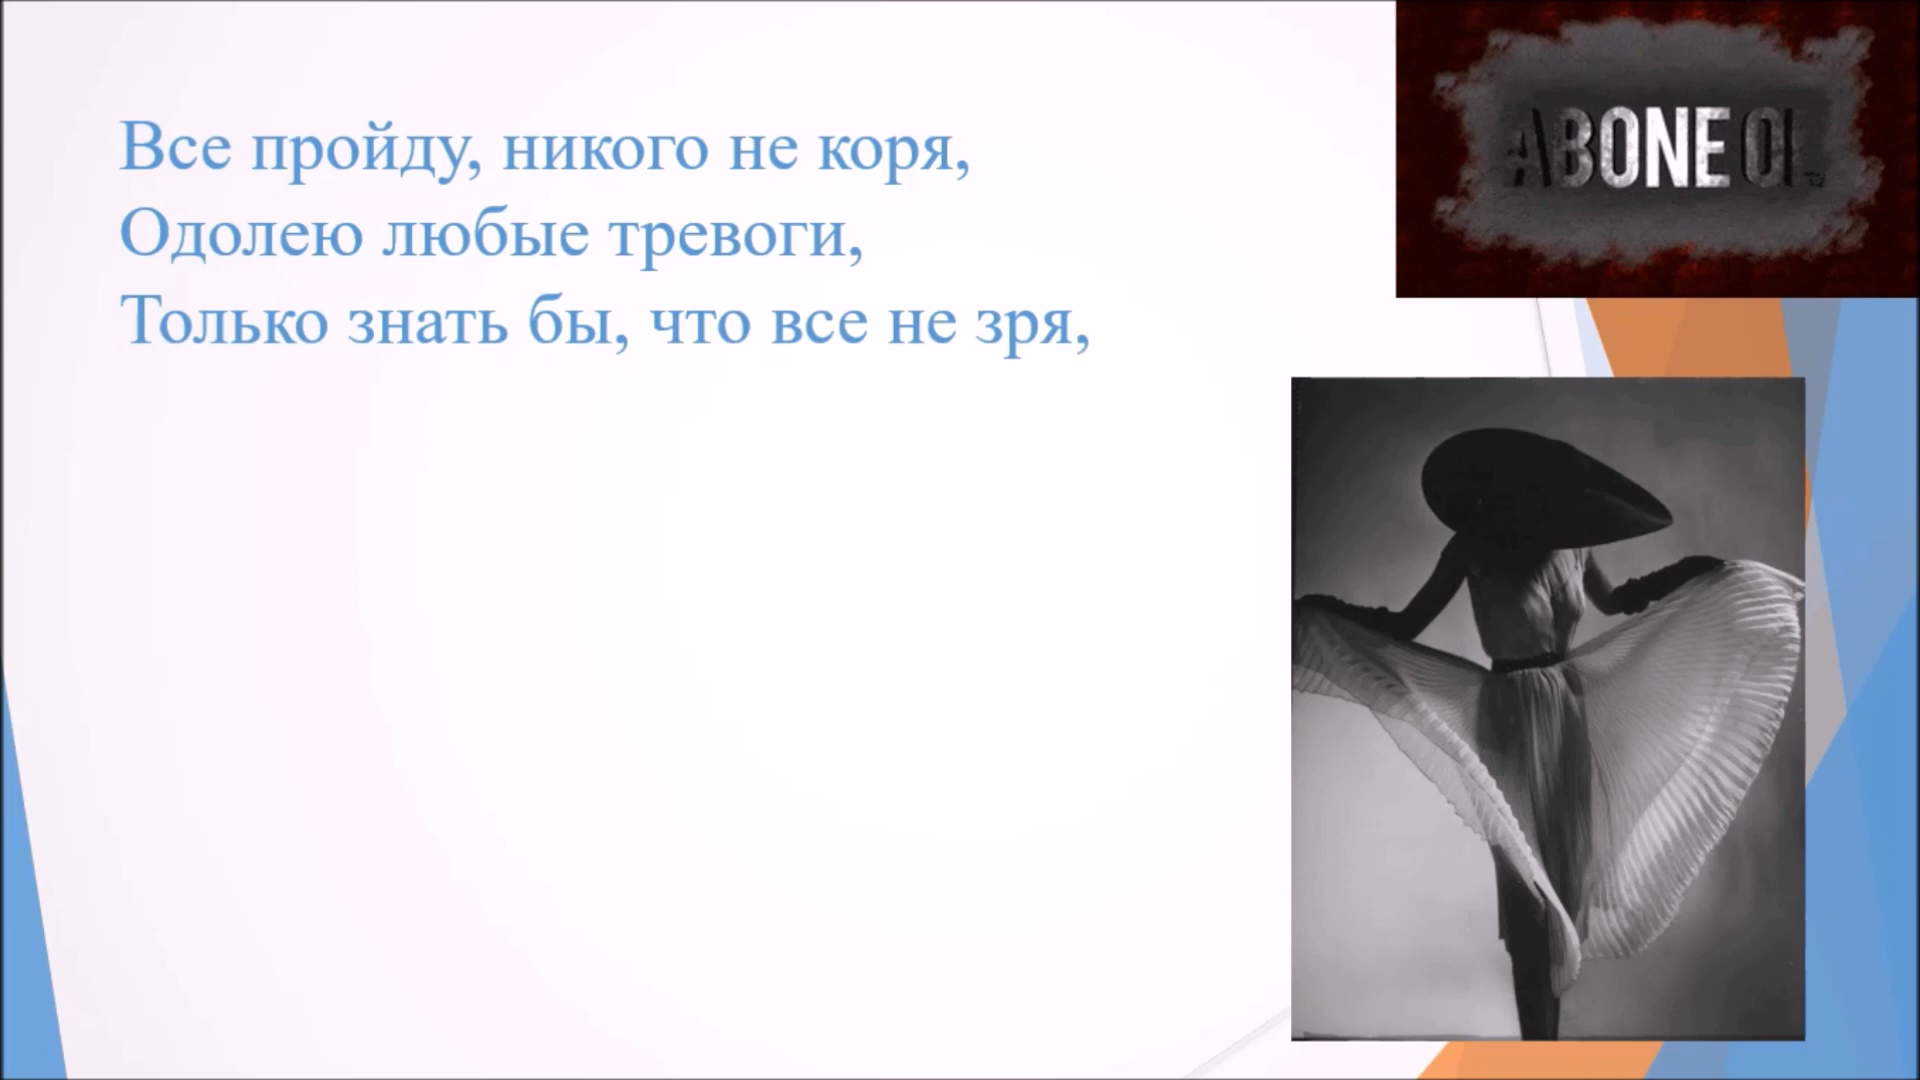 Все пройду, никого не коря,
Одолею любые тревоги,
Только знать бы, что все не зря,
ABONE OL